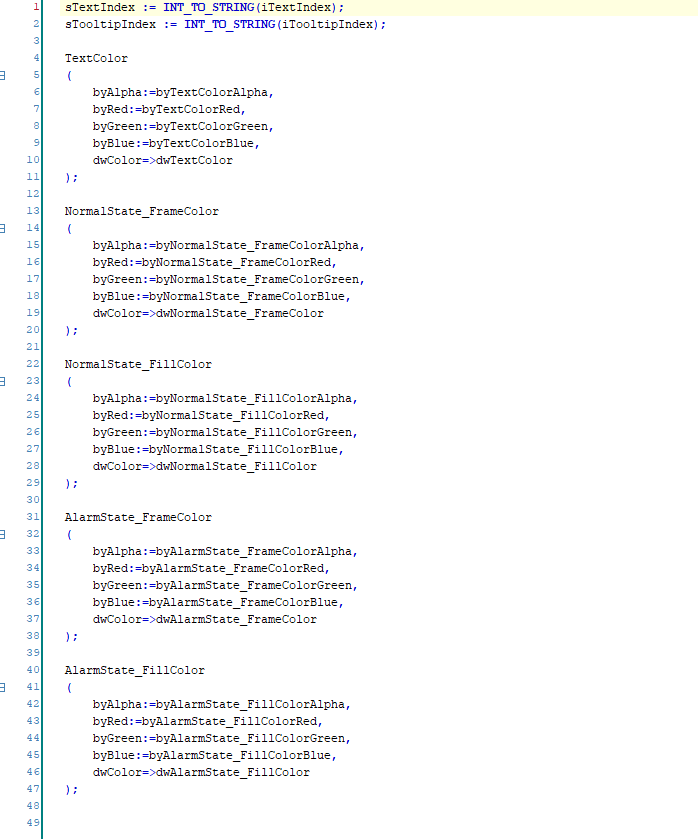 1 sTextIndex := INT_TO_STRING(iTextIndex);
2 sTooltipIndex := INT_TO_STRING(iTooltipIndex);
3
4 TextColor
5 (
6 byAlpha:=byTextColorAlpha,
7 byRed:=byTextColorRed,
8 byGreen:=byTextColorGreen,
9 byBlue:=byTextColorBlue,
10 dwColor=>dwTextColor
11 );
12
13 NormalState_FrameColor
14 (
15 byAlpha:=byNormalState_FrameColorAlpha,
16 byRed:=byNormalState_FrameColorRed,
17 byGreen:=byNormalState_FrameColorGreen,
18 byBlue:=byNormalState_FrameColorBlue,
19 dwColor=>dwNormalState_FrameColor
20 );
21
22 NormalState_FillColor
23 (
24 byAlpha:=byNormalState_FillColorAlpha,
25 byRed:=byNormalState_FillColorRed,
26 byGreen:=byNormalState_FillColorGreen,
27 byBlue:=byNormalState_FillColorBlue,
28 dwColor=>dwNormalState_FillColor
29 );
30
31 AlarmState_FrameColor
32 (
33 byAlpha:=byAlarmState_FrameColorAlpha,
34 byRed:=byAlarmState_FrameColorRed,
35 byGreen:=byAlarmState_FrameColorGreen,
36 byBlue:=byAlarmState_FrameColorBlue,
37 dwColor=>dwAlarmState_FrameColor
38 );
39
40 AlarmState_FillColor
41 (
42 byAlpha:=byAlarmState_FillColorAlpha,
43 byRed:=byAlarmState_FillColorRed,
44 byGreen:=byAlarmState_FillColorGreen,
45 byBlue:=byAlarmState_FillColorBlue,
46 dwColor=>dwAlarmState_FillColor
47 );
48
49